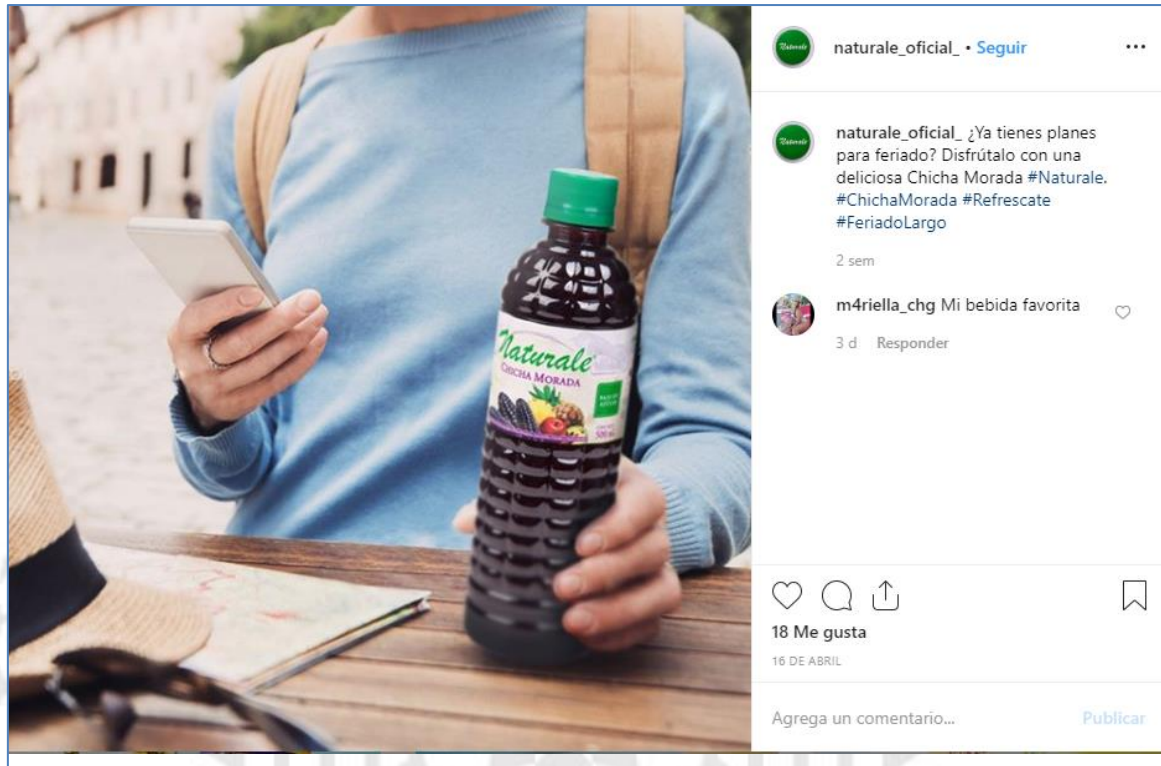 naturale_oficial_ • Seguir
naturale_oficial_ ¿Ya tienes planes
para feriado? Disfrútalo con una
deliciosa Chicha Morada #Naturale.
#ChichaMorada #Refrescate
#FeriadoLargo
2 sem
m4riella_chg Mi bebida favorita
3 d Responder
18 Me gusta
16 DE ABRIL
Agrega un comentario... Publicar
Naturale
CHICHA MORADA